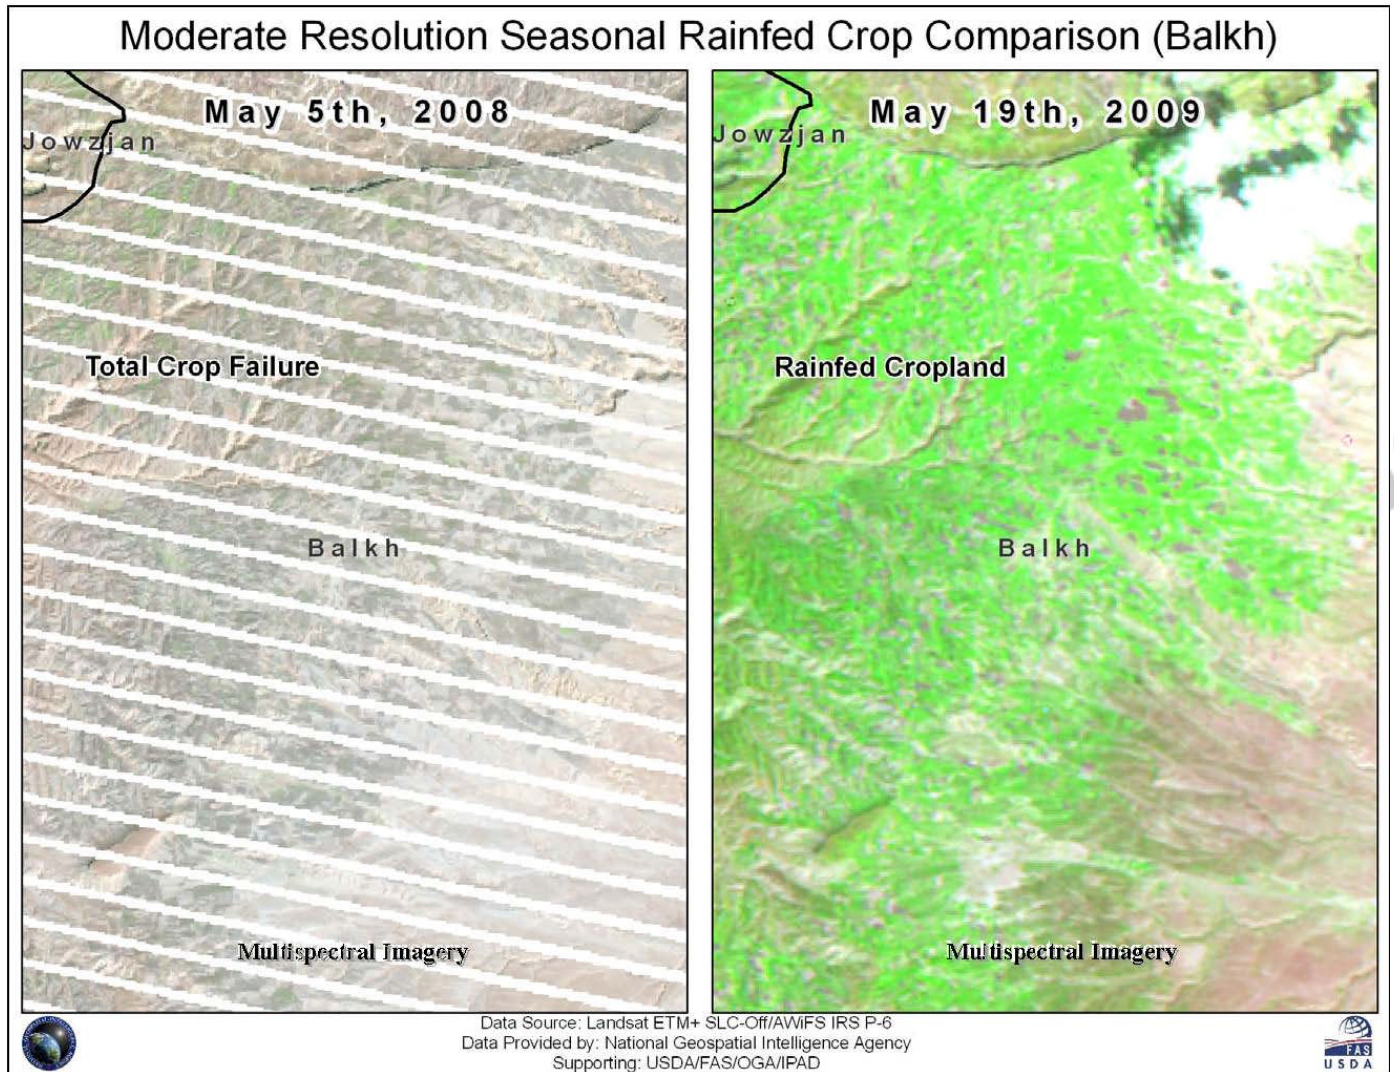 Moderate Resolution Seasonal Rainfed Crop Comparison (Balkh)
May 5th, 2008
Jowzjan
Total Crop Failure
Balkh
Multispectral Imagery
May 19th, 2009
Jowzjan
Rainfed Cropland
Balkh
Multispectral Imagery
Data Source: Landsat ETM+ SLC-Off/AWiFS IRS P-6
Data Provided by: National Geospatial Intelligence Agency
Supporting: USDA/FAS/OGA/IPAD
FAS
USDA